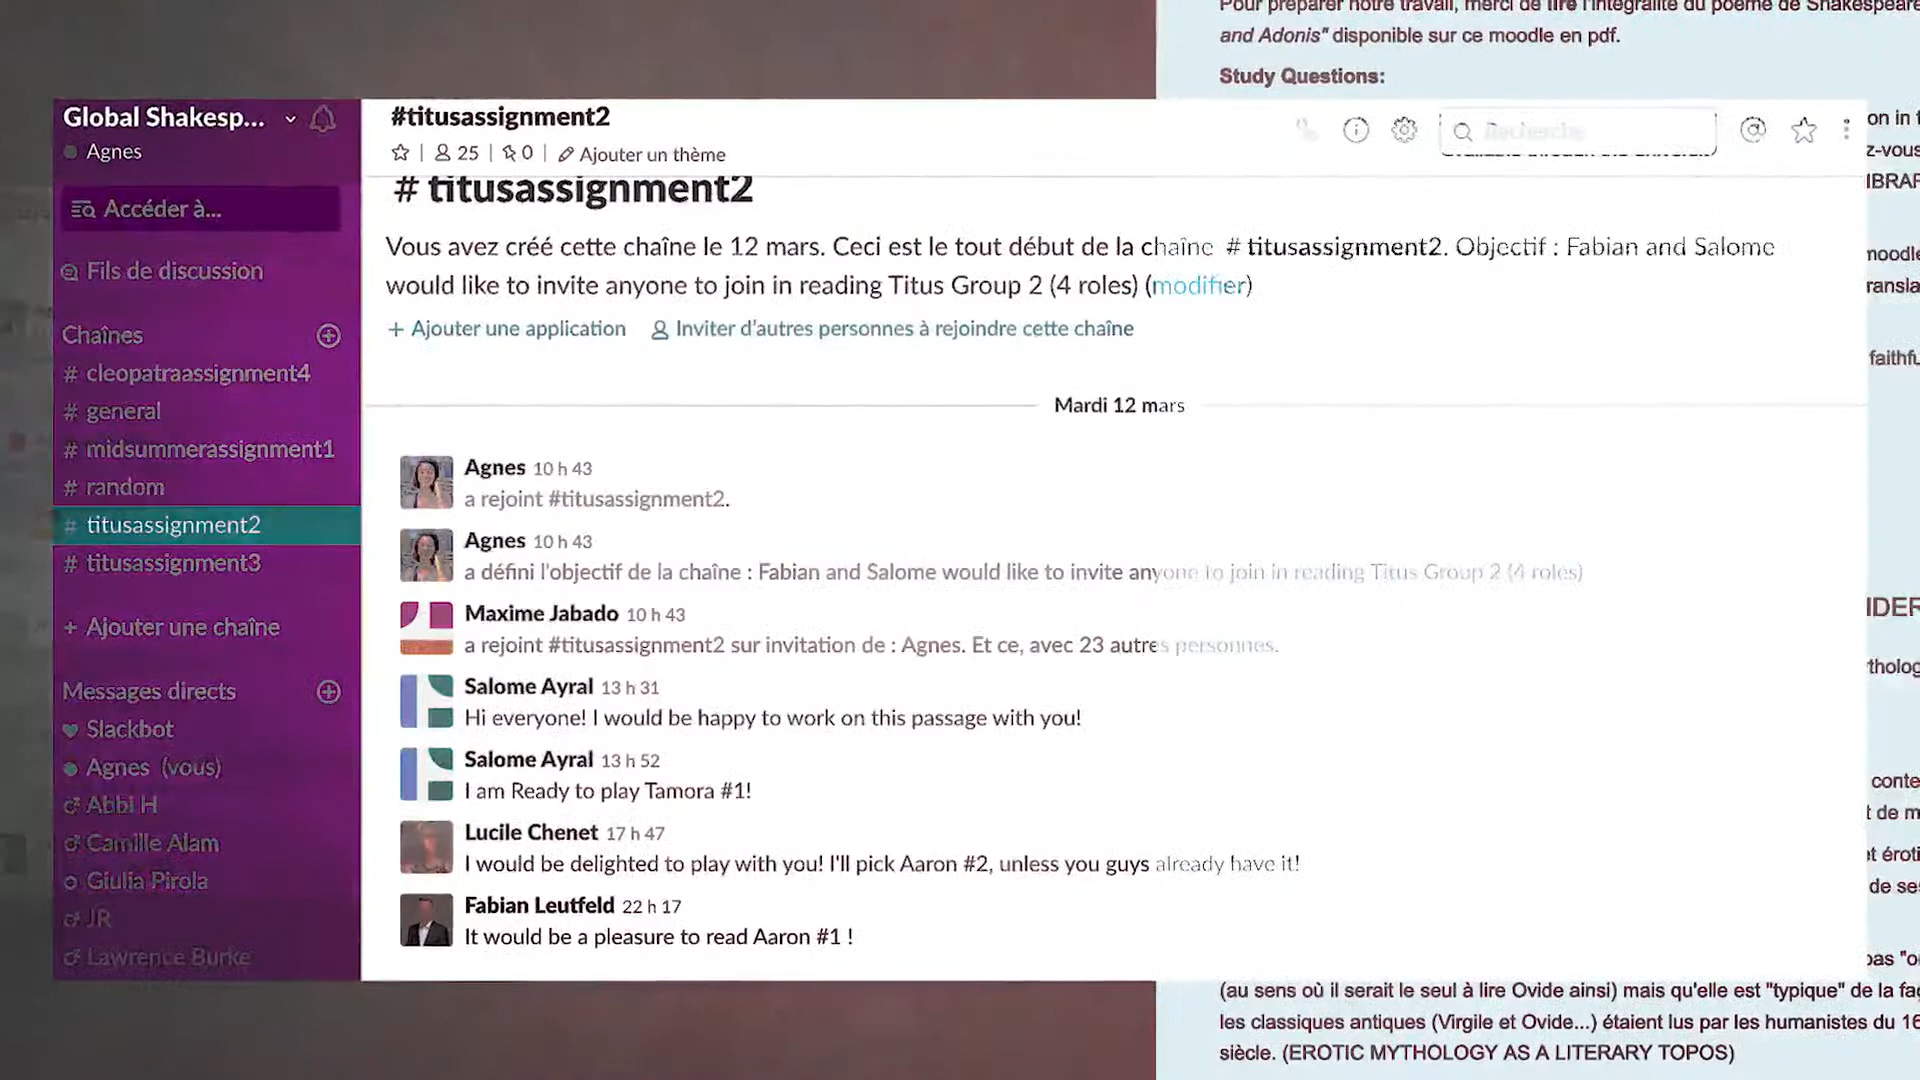 Pour préparer notre travail, merci de lire l'intégralité du poème de Shakespeare
and Adonis" disponible sur ce moodle en pdf.
Study Questions:
Global Shakesp...
Agnes
Accéder à...
Fils de discussion
Chaînes
# cleopatraassignment4
# general
# midsummerassignment1
# random
# titusassignment2
# titusassignment3
+ Ajouter une chaîne
Messages directs
Slackbot
Agnes (vous)
Abbi H
Camille Alam
Giulia Pirola
JR
Lawrence Burke
#titusassignment2
25 | 0 | Ajouter un thème
Recherche
# titusassignment2
Vous avez créé cette chaîne le 12 mars. Ceci est le tout début de la chaîne # titusassignment2. Objectif : Fabian and Salome
would like to invite anyone to join in reading Titus Group 2 (4 roles) (modifier)
+ Ajouter une application Inviter d'autres personnes à rejoindre cette chaîne
Mardi 12 mars
Agnes 10 h 43
a rejoint #titusassignment2.
Agnes 10 h 43
a défini l'objectif de la chaîne : Fabian and Salome would like to invite anyone to join in reading Titus Group 2 (4 roles)
Maxime Jabado 10 h 43
a rejoint #titusassignment2 sur invitation de : Agnes. Et ce, avec 23 autres personnes.
Salome Ayral 13 h 31
Hi everyone! I would be happy to work on this passage with you!
Salome Ayral 13 h 52
I am Ready to play Tamora #1!
Lucile Chenet 17 h 47
I would be delighted to play with you! I'll pick Aaron #2, unless you guys already have it!
Fabian Leutfeld 22 h 17
It would be a pleasure to read Aaron #1 !
on in
z-vous
faithfu
conte
t de m
et éroti
de ses
pas "o
(au sens où il serait le seul à lire Ovide ainsi) mais qu'elle est "typique" de la faç
les classiques antiques (Virgile et Ovide...) étaient lus par les humanistes du 16
siècle. (EROTIC MYTHOLOGY AS A LITERARY TOPOS)